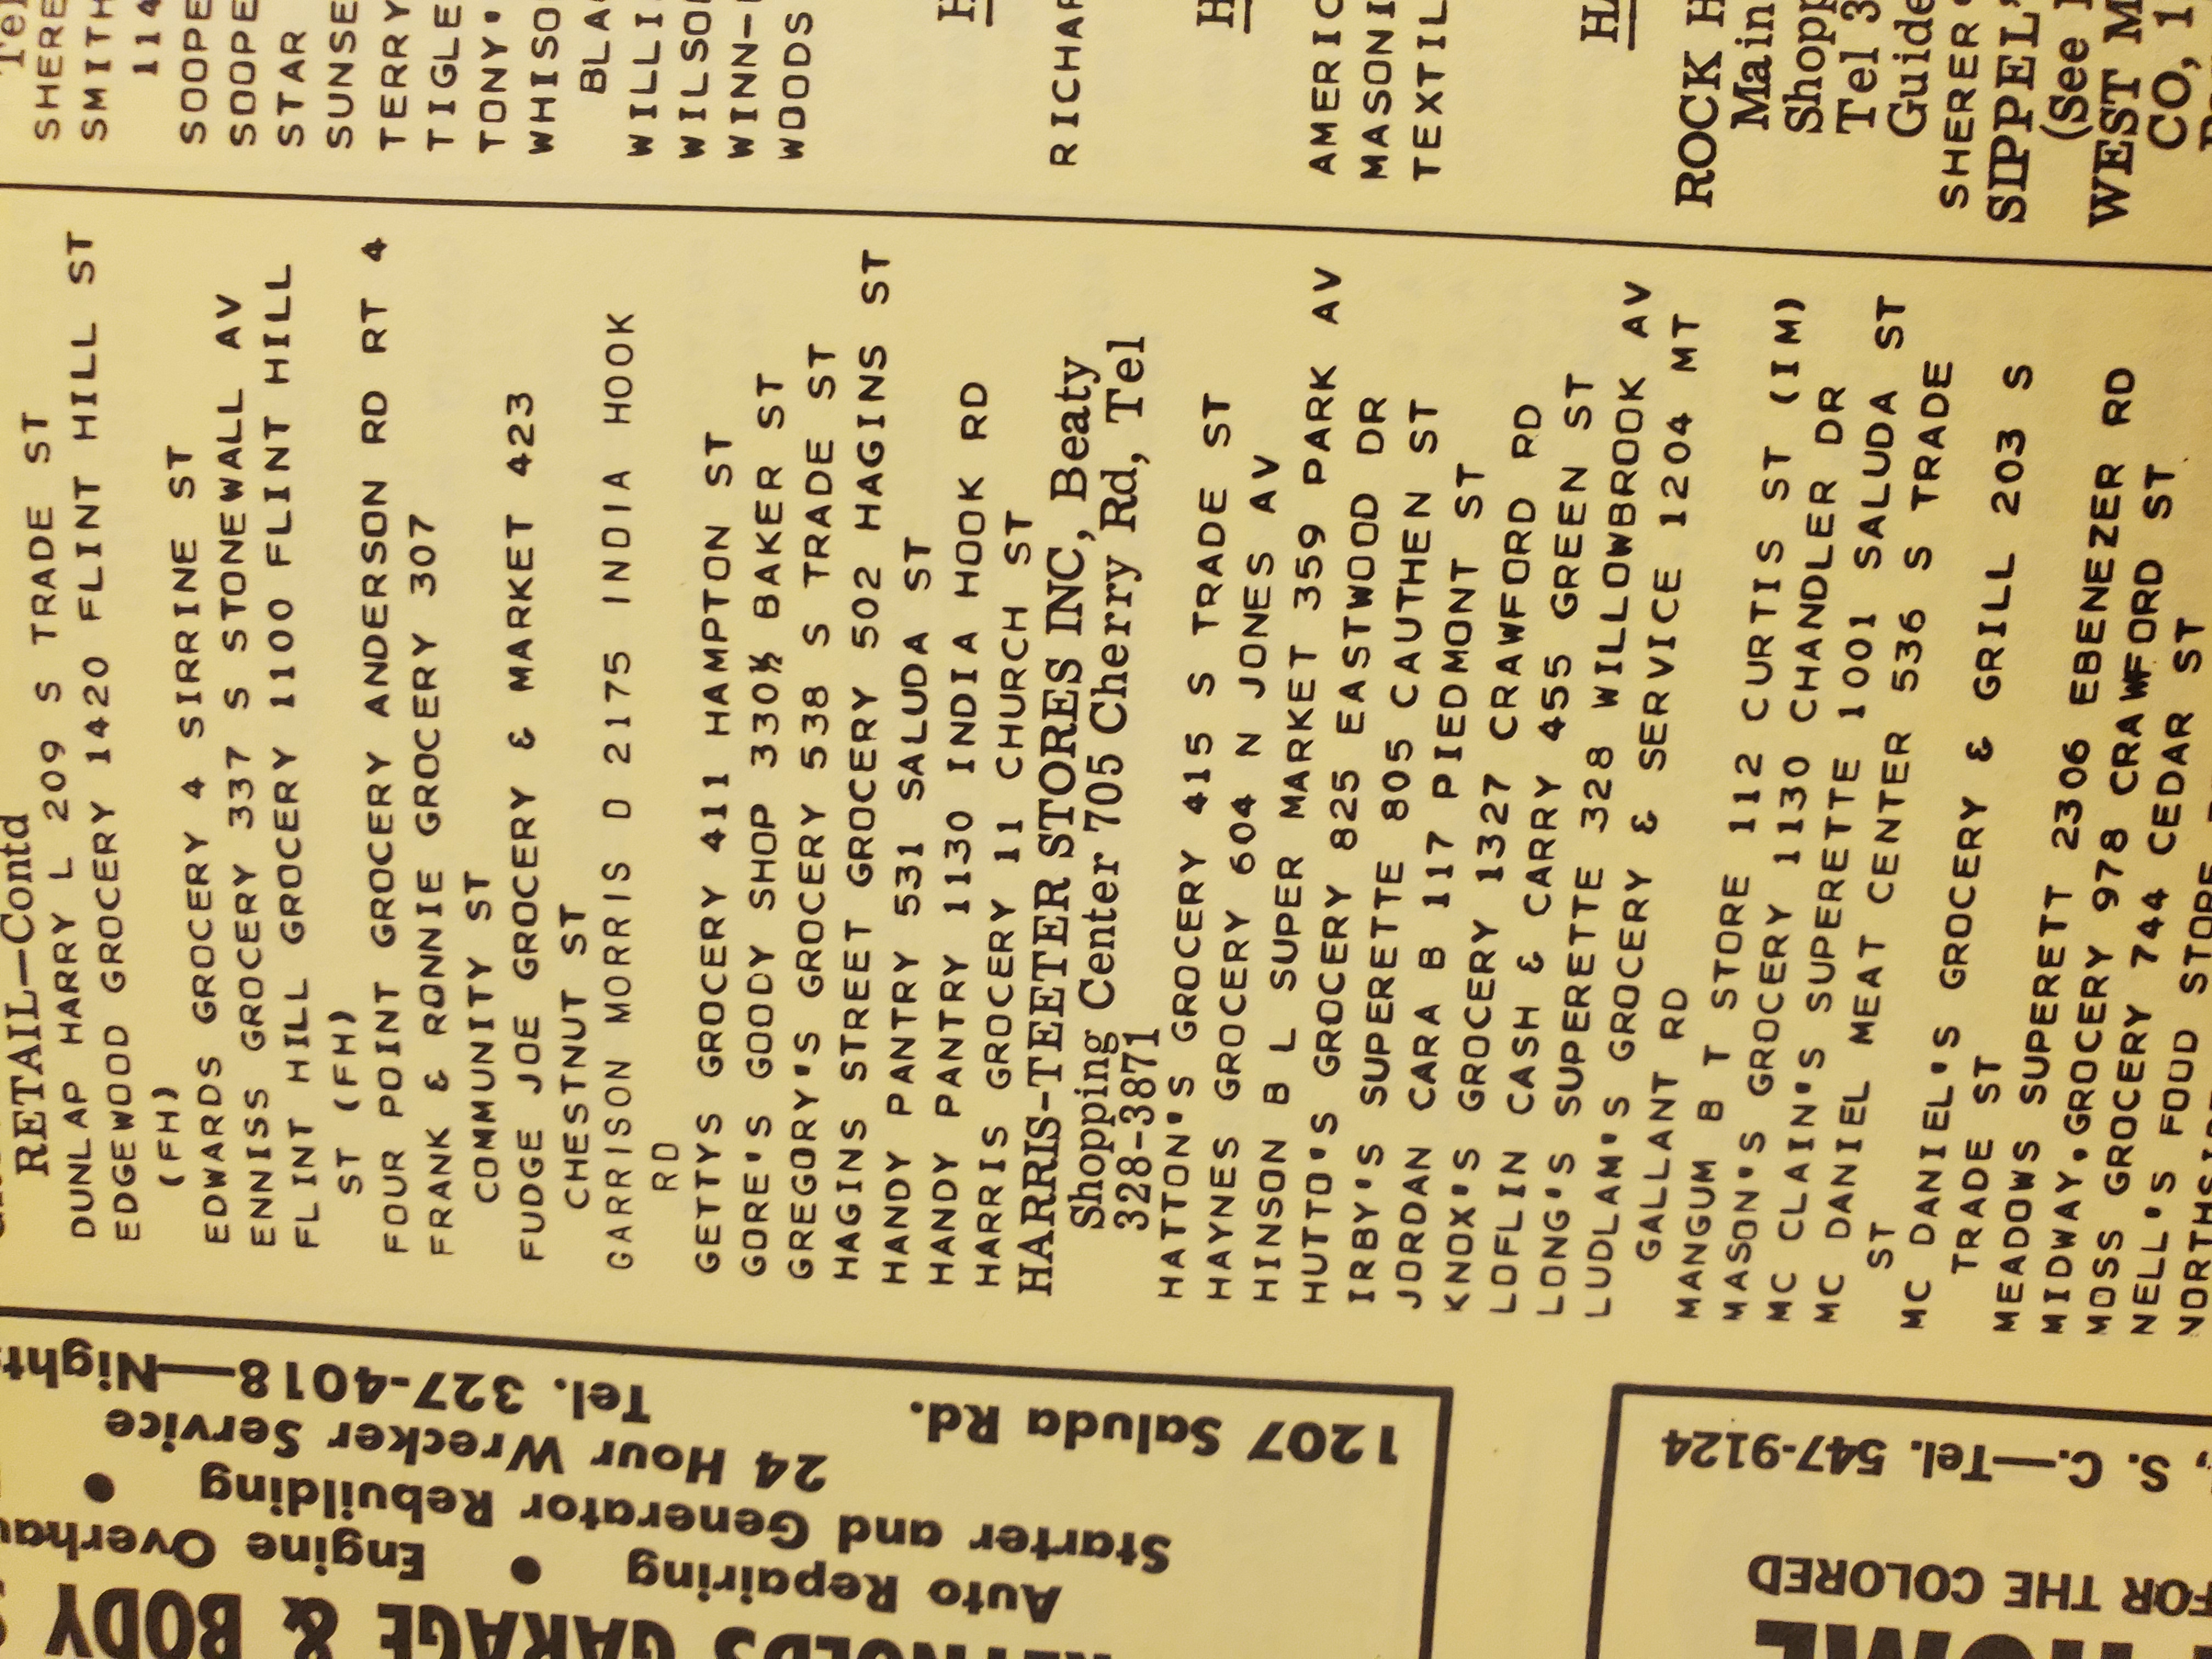 RETAIL—Contd
DUNLAP HARRY L 209 S TRADE ST
EDGEWOOD GROCERY 1420 FLINT HILL ST
(FH)
EDWARDS GROCERY 4 SIRRINE ST
ENNISS GROCERY 337 S STONEWALL AV
FLINT HILL GROCERY 1100 FLINT HILL
ST (FH)
FOUR POINT GROCERY ANDERSON RD RT 4
FRANK & RONNIE GROCERY 307
COMMUNITY ST
FUDGE JOE GROCERY & MARKET 423
CHESTNUT ST
GARRISON MORRIS D 2175 INDIA HOOK
RD
GETTYS GROCERY 411 HAMPTON ST
GORE'S GOODY SHOP 330½ BAKER ST
GREGORY'S GROCERY 538 S TRADE ST
HAGINS STREET GROCERY 502 HAGINS ST
HANDY PANTRY 531 SALUDA ST
HANDY PANTRY 1130 INDIA HOOK RD
HARRIS GROCERY 11 CHURCH ST
HARRIS-TEETER STORES INC, Beaty
Shopping Center 705 Cherry Rd, Tel
328-3871
HATTON'S GROCERY 415 S TRADE ST
HAYNES GROCERY 604 N JONES AV
HINSON B L SUPER MARKET 359 PARK AV
HUTTO'S GROCERY 825 EASTWOOD DR
IRBY'S SUPERETTE 805 CAUTHEN ST
JORDAN CARA B 117 PIEDMONT ST
KNOX'S GROCERY 1327 CRAWFORD RD
LOFLIN CASH & CARRY 455 GREEN ST
LONG'S SUPERETTE 328 WILLOWBROOK AV
LUDLAM'S GROCERY & SERVICE 1204 MT
GALLANT RD
MANGUM B T STORE 112 CURTIS ST (IM)
MASON'S GROCERY 1130 CHANDLER DR
MC CLAIN'S SUPERETTE 1001 SALUDA ST
MC DANIEL MEAT CENTER 536 S TRADE
ST
MC DANIEL'S GROCERY & GRILL 203 S
TRADE ST
MEADOWS SUPERETT 2306 EBENEZER RD
MIDWAY GROCERY 978 CRAWFORD ST
MOSS GROCERY 744 CEDAR ST
NELL'S FOOD STORE
Tel
SHERE
SMITH
114
SOOPE
SOOPE
STAR
SUNSE
TERRY
TIGLE
TONY'
WHISO
BLA
WILLI
WILSO
WINN-
WOODS
H
RICHA
H
AMERIC
MASONI
TEXTIL
HA
ROCK H
Main
Shopp
Tel 3
Guide
SHERER
SIPPEL'
(See
WEST M
CO, 1
GARAGE & BODY
Auto Repairing • Engine Overhau
Starter and Generator Rebuilding •
24 Hour Wrecker Service
1207 Saluda Rd. Tel. 327-4018—Night
FOR THE COLORED
S. C.—Tel. 547-9124